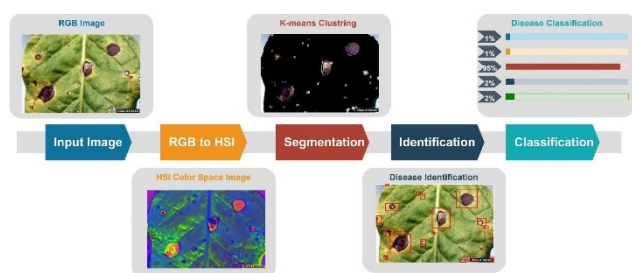 RGB Image
K-means Clustring
Disease Classification
1%
1%
95%
2%
2%
Input Image
RGB to HSI
Segmentation
Identification
Classification
HSI Color Space Image
Disease Identification